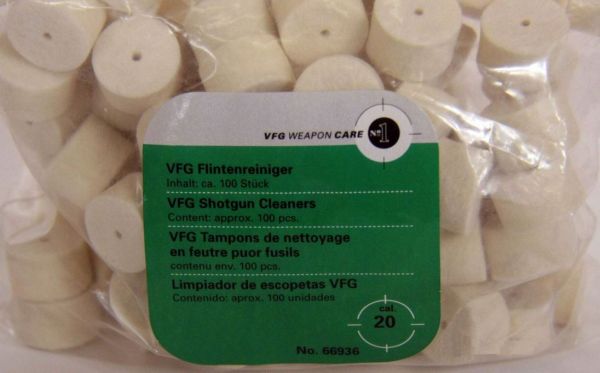 VFG WEAPON CARE No 1
VFG Flintenreiniger
Inhalt: ca. 100 Stück
VFG Shotgun Cleaners
Content: approx. 100 pcs.
VFG Tampons de nettoyage
en feutre puor fusils
contenu env. 100 pcs.
Limpiador de escopetas VFG
Contenido: aprox. 100 unidades
cal.
20
No. 66936